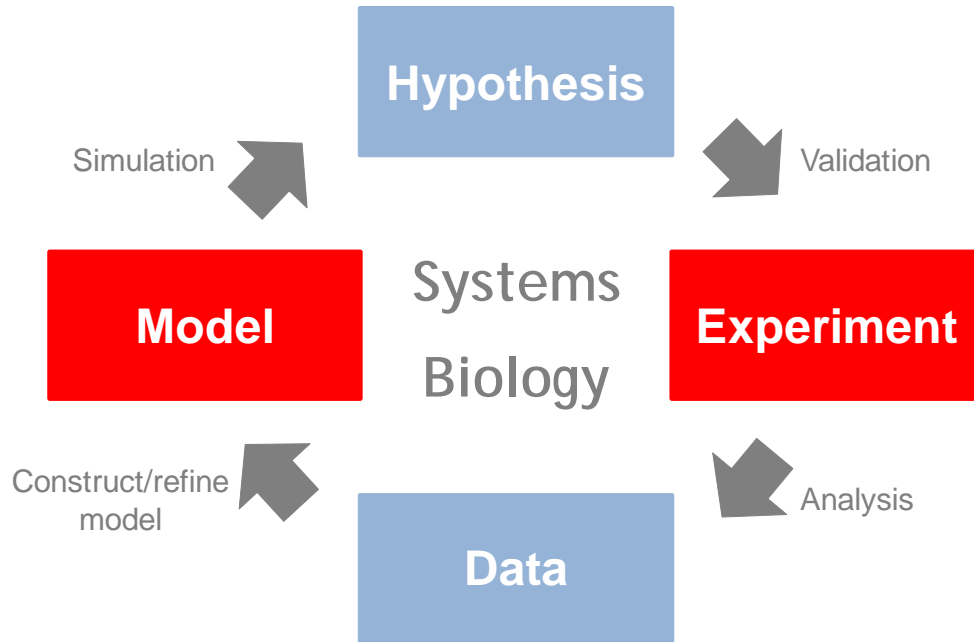 Hypothesis
Simulation
Validation
Model
Systems
Biology
Experiment
Construct/refine
model
Analysis
Data